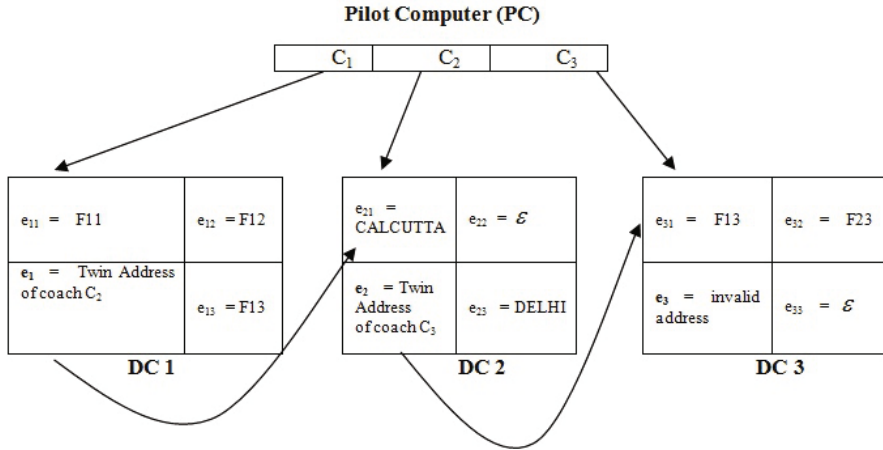 Pilot Computer (PC)
C₁ C₂ C₃
e₁₁ = F11
e₁₂ = F12
e₁ = Twin Address
of coach C₂
e₁₃ = F13
DC 1
e₂₁ =
CALCUTTA
e₂₂ = ε
e₂ = Twin
Address
of coach C₃
e₂₃ = DELHI
DC 2
e₃₁ = F13
e₃₂ = F23
e₃ = invalid
address
e₃₃ = ε
DC 3